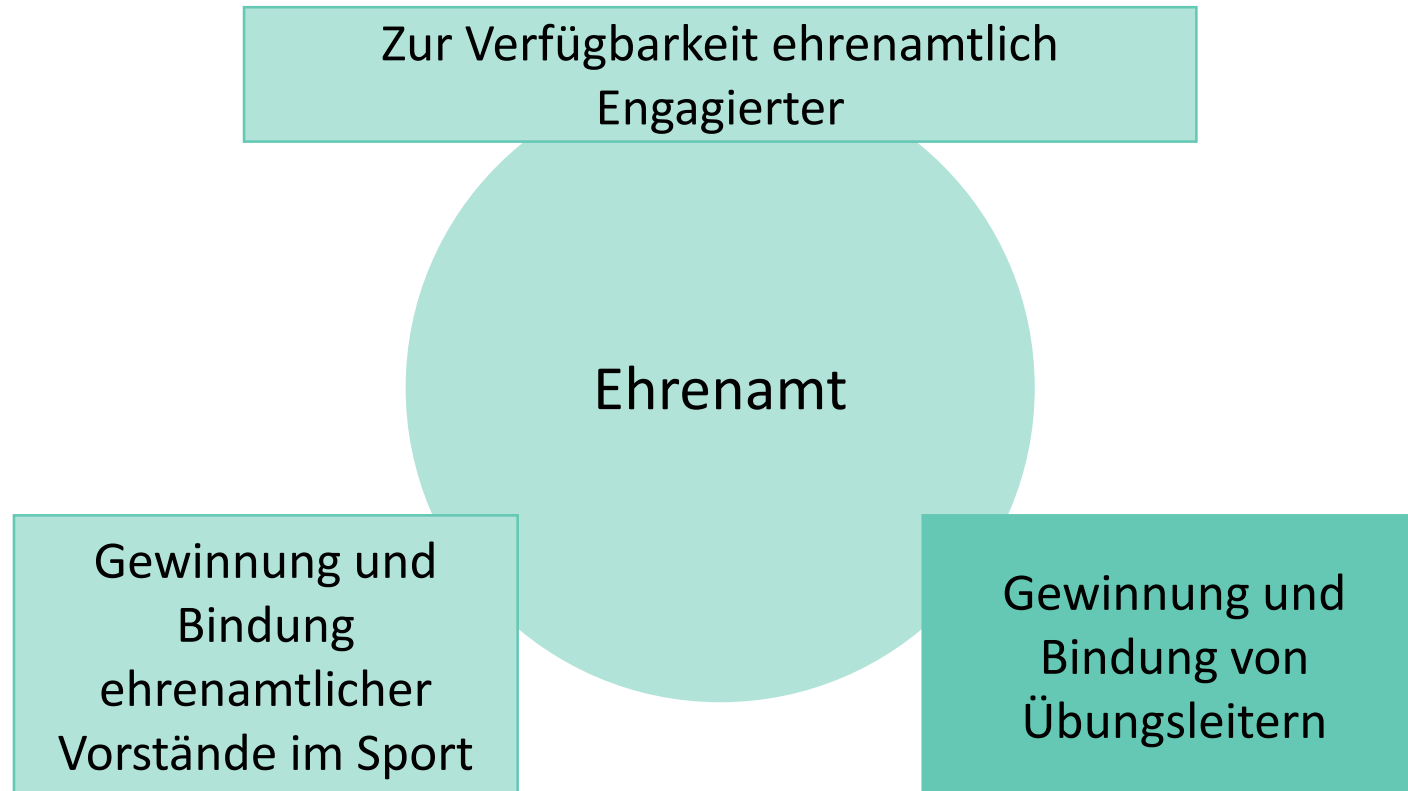 Zur Verfügbarkeit ehrenamtlich
Engagierter
Ehrenamt
Gewinnung und
Bindung
ehrenamtlicher
Vorstände im Sport
Gewinnung und
Bindung von
Übungsleitern